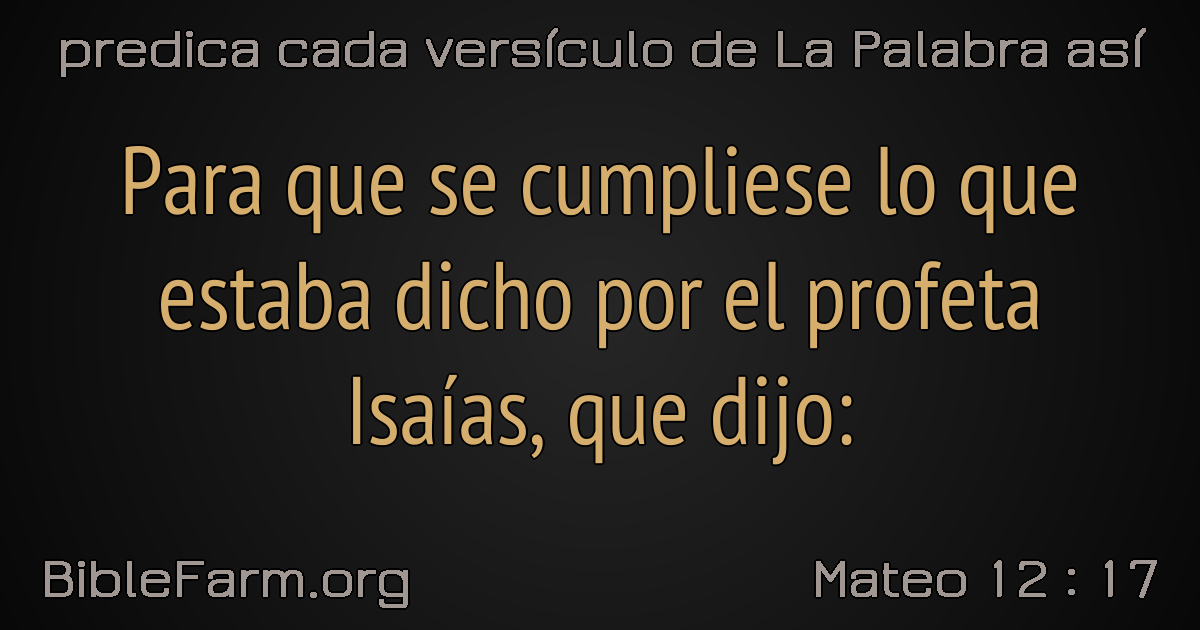 predica cada versículo de La Palabra así
Para que se cumpliese lo que
estaba dicho por el profeta
Isaías, que dijo:
BibleFarm.org
Mateo 12 : 17